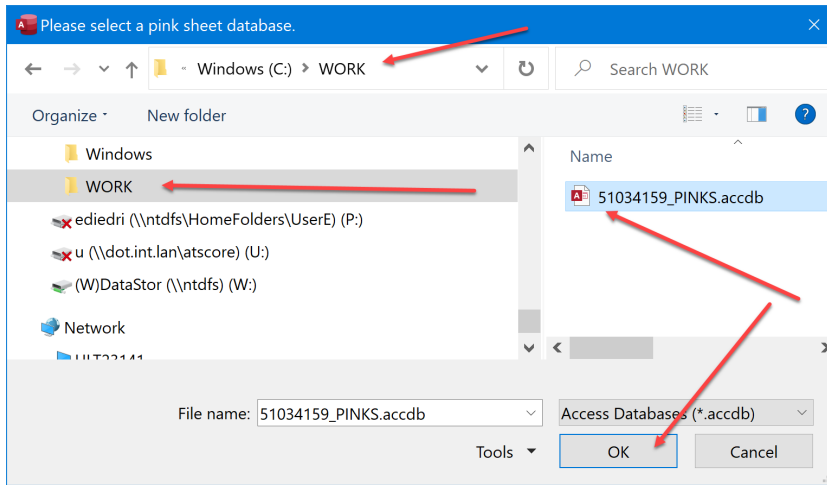 Please select a pink sheet database.
« Windows (C:) > WORK
Search WORK
Organize
New folder
?
Windows
WORK
ediedri (\\ntdfs\HomeFolders\UserE) (P:)
u (\\dot.int.lan\atscore) (U:)
(W)DataStor (\\ntdfs) (W:)
Network
Name
51034159_PINKS.accdb
File name:
51034159_PINKS.accdb
Access Databases (*.accdb)
Tools
OK
Cancel